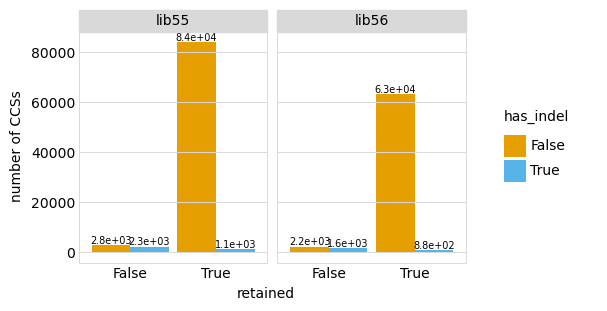 lib55
lib56
number of CCSs
80000
60000
40000
20000
0
2.8e+03
2.3e+03
8.4e+04
1.1e+03
2.2e+03
1.6e+03
6.3e+04
8.8e+02
False
True
False
True
retained
has_indel
False
True